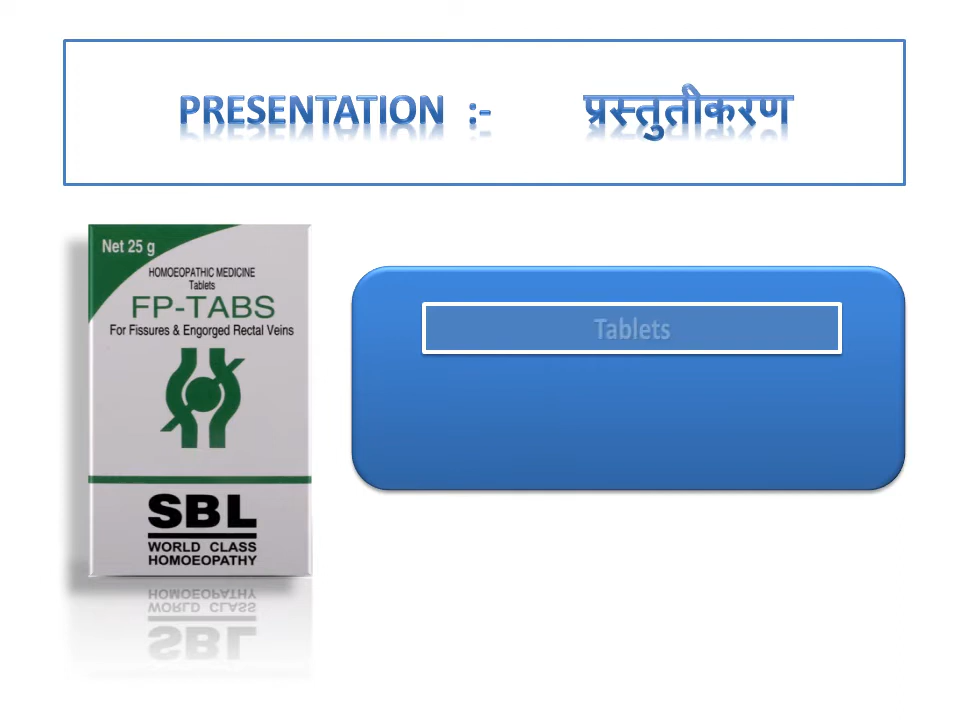 PRESENTATION :- प्रस्तुतीकरण
Net 25 g
HOMOEOPATHIC MEDICINE
Tablets
FP-TABS
For Fissures & Engorged Rectal Veins
SBL
WORLD CLASS
HOMOEOPATHY
Tablets